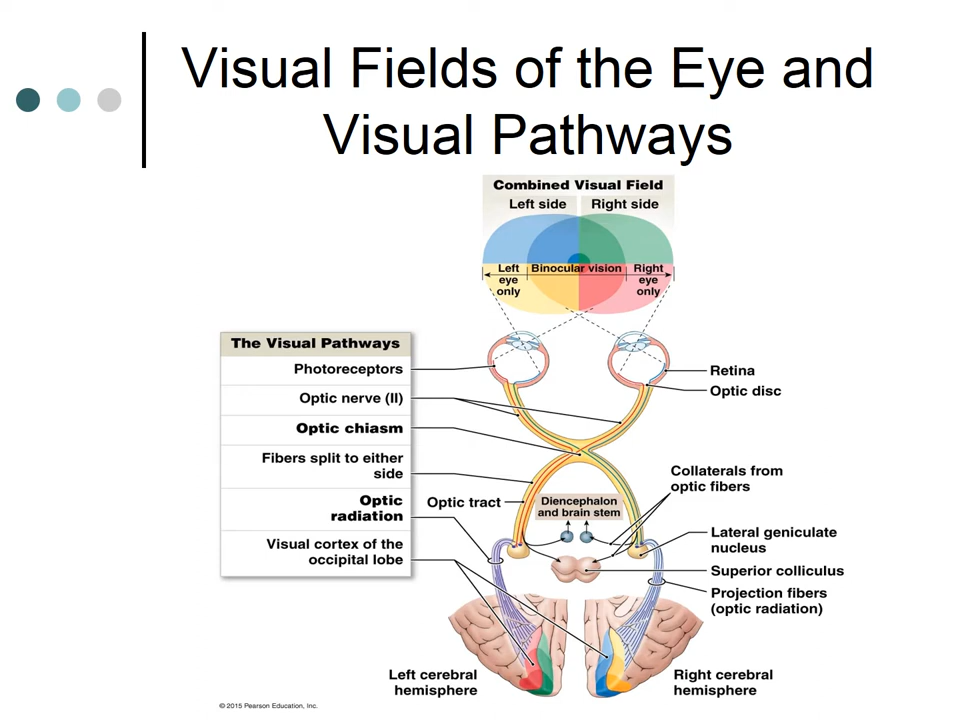 Visual Fields of the Eye and
Visual Pathways
Combined Visual Field
Left side
Right side
Left
eye
only
Binocular vision
Right
eye
only
The Visual Pathways
Photoreceptors
Optic nerve (II)
Optic chiasm
Fibers split to either
side
Optic
radiation
Visual cortex of the
occipital lobe
Retina
Optic disc
Optic tract
Diencephalon
and brain stem
Collaterals from
optic fibers
Lateral geniculate
nucleus
Superior colliculus
Projection fibers
(optic radiation)
Left cerebral
hemisphere
Right cerebral
hemisphere
© 2015 Pearson Education, Inc.